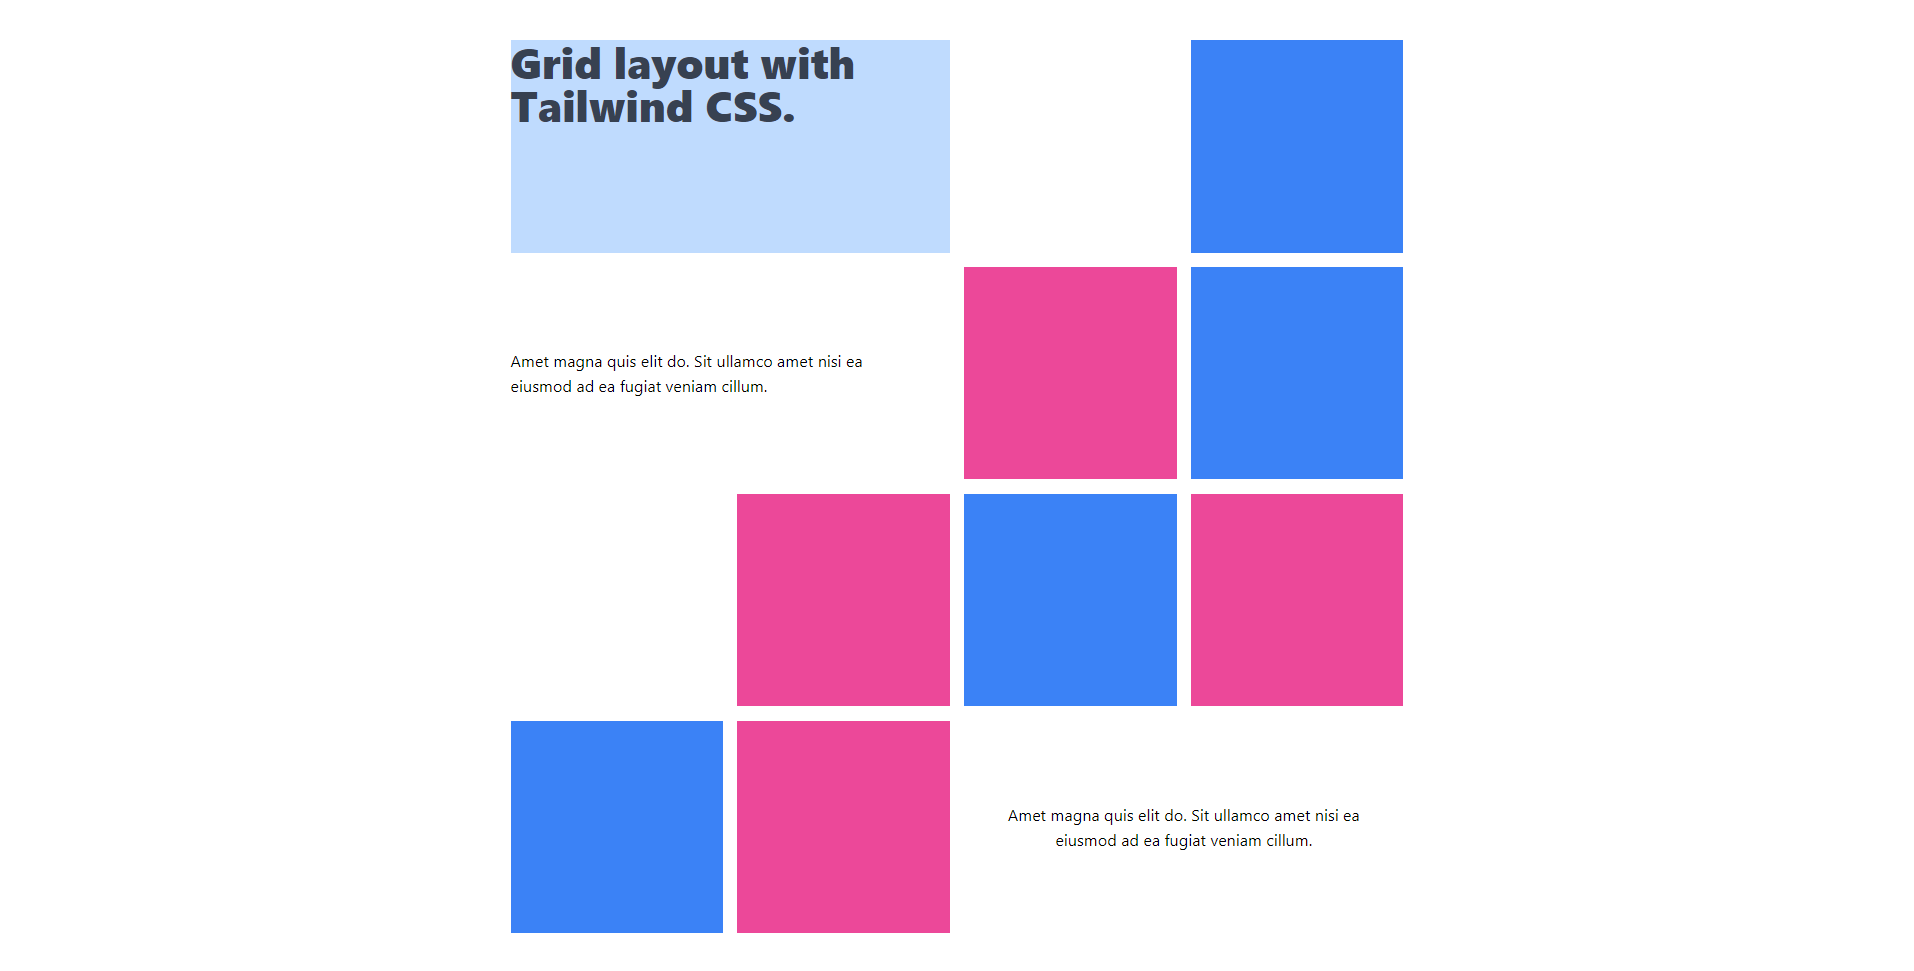 Grid layout with
Tailwind CSS.
Amet magna quis elit do. Sit ullamco amet nisi ea
eiusmod ad ea fugiat veniam cillum.
Amet magna quis elit do. Sit ullamco amet nisi ea
eiusmod ad ea fugiat veniam cillum.